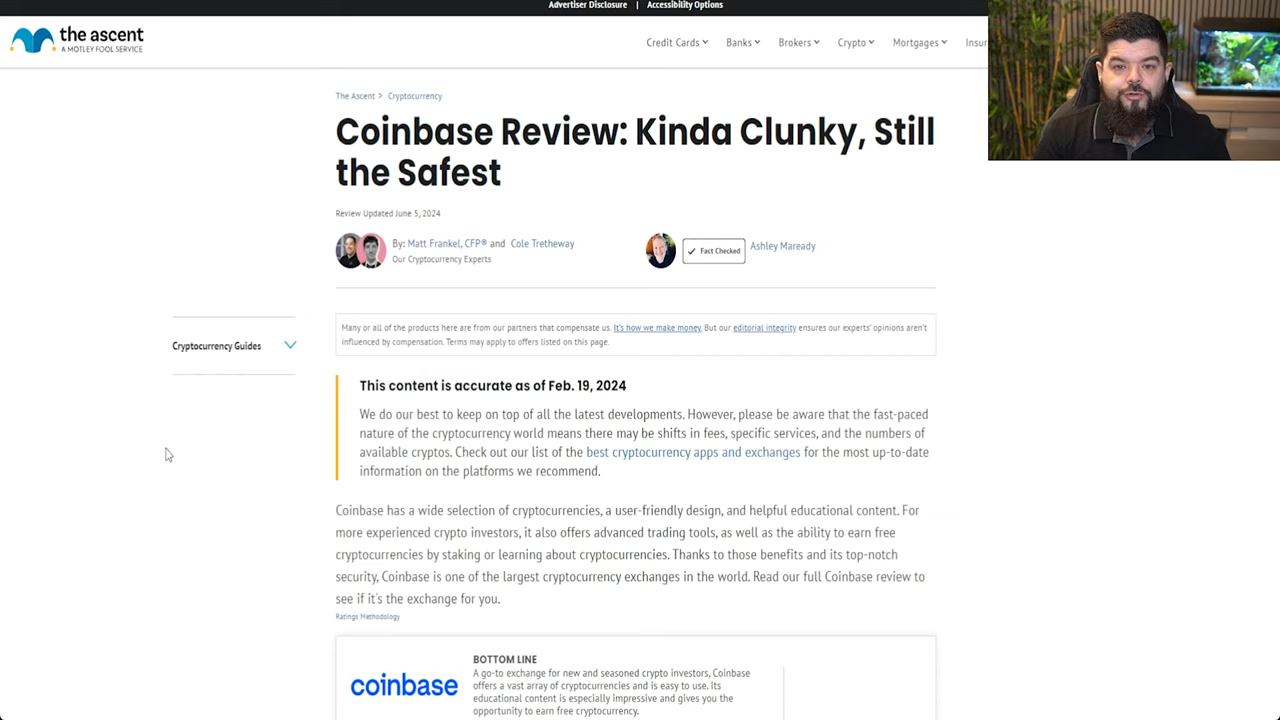 Advertiser Disclosure | Accessibility Options
the ascent
A MOTLEY FOOL SERVICE
Credit Cards Banks Brokers Crypto Mortgages Insu
The Ascent > Cryptocurrency
Coinbase Review: Kinda Clunky, Still
the Safest
Review Updated June 5, 2024
By: Matt Frankel, CFP® and Cole Tretheway
Our Cryptocurrency Experts
Fact Checked
Ashley Maready
Many or all of the products here are from our partners that compensate us. It's how we make money. But our editorial integrity ensures our experts' opinions aren't
influenced by compensation. Terms may apply to offers listed on this page.
Cryptocurrency Guides
This content is accurate as of Feb. 19, 2024
We do our best to keep on top of all the latest developments. However, please be aware that the fast-paced
nature of the cryptocurrency world means there may be shifts in fees, specific services, and the numbers of
available cryptos. Check out our list of the best cryptocurrency apps and exchanges for the most up-to-date
information on the platforms we recommend.
Coinbase has a wide selection of cryptocurrencies, a user-friendly design, and helpful educational content. For
more experienced crypto investors, it also offers advanced trading tools, as well as the ability to earn free
cryptocurrencies by staking or learning about cryptocurrencies. Thanks to those benefits and its top-notch
security, Coinbase is one of the largest cryptocurrency exchanges in the world. Read our full Coinbase review to
see if it's the exchange for you.
Ratings Methodology
coinbase
BOTTOM LINE
A go-to exchange for new and seasoned crypto investors, Coinbase
offers a vast array of cryptocurrencies and is easy to use. Its
educational content is especially impressive and gives you the
opportunity to earn free cryptocurrency.